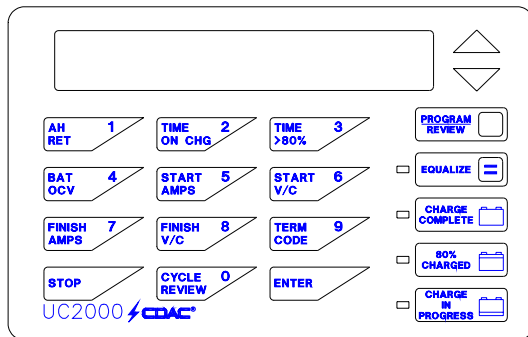 PROGRAM
REVIEW
AH 1
RET
TIME 2
ON CHG
TIME 3
>80%
EQUALIZE
BAT 4
OCV
START 5
AMPS
START 6
V/C
CHARGE
COMPLETE
FINISH 7
AMPS
FINISH 8
V/C
TERM 9
CODE
80%
CHARGED
STOP
CYCLE 0
REVIEW
ENTER
CHARGE
IN
PROGRESS
UC2000 CDAC®